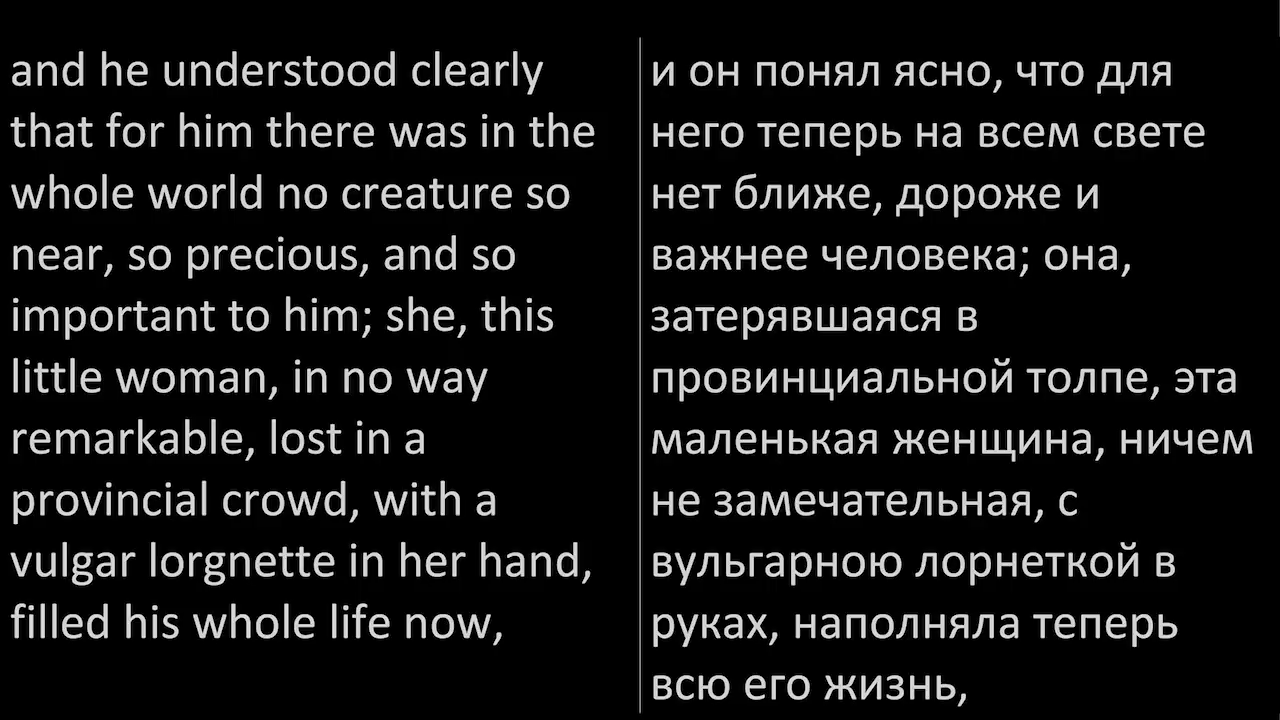 and he understood clearly
that for him there was in the
whole world no creature so
near, so precious, and so
important to him; she, this
little woman, in no way
remarkable, lost in a
provincial crowd, with a
vulgar lorgnette in her hand,
filled his whole life now,
и он понял ясно, что для
него теперь на всем свете
нет ближе, дороже и
важнее человека; она,
затерявшаяся в
провинциальной толпе, эта
маленькая женщина, ничем
не замечательная, с
вульгарною лорнеткой в
руках, наполняла теперь
всю его жизнь,